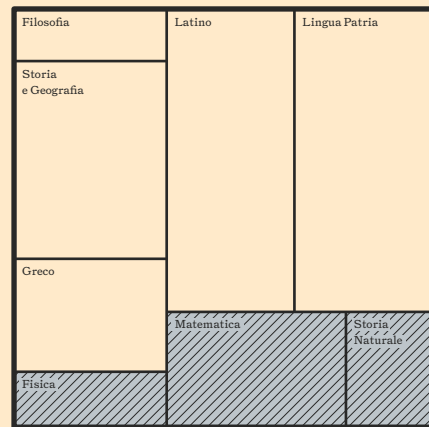 Filosofia
Latino
Lingua Patria
Storia
e Geografia
Greco
Matematica
Storia
Naturale
Fisica